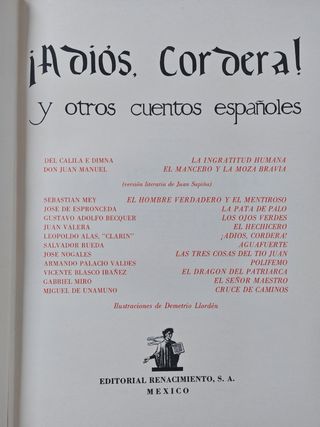 ¡Adiós, Cordera!
y otros cuentos españoles
DEL CALILA E DIMNA LA INGRATITUD HUMANA
DON JUAN MANUEL EL MANCEBO Y LA MOZA BRAVIA
(versión literaria de Juan Sapiña)
SEBASTIAN MEY EL HOMBRE VERDADERO Y EL MENTIROSO
JOSE DE ESPRONCEDA LA PATA DE PALO
GUSTAVO ADOLFO BECQUER LOS OJOS VERDES
JUAN VALERA EL HECHICERO
LEOPOLDO ALAS, "CLARIN" ¡ADIOS, CORDERA!
SALVADOR RUEDA AGUAFUERTE
JOSE NOGALES LAS TRES COSAS DEL TIO JUAN
ARMANDO PALACIO VALDES POLIFEMO
VICENTE BLASCO IBAÑEZ EL DRAGON DEL PATRIARCA
GABRIEL MIRO EL SEÑOR MAESTRO
MIGUEL DE UNAMUNO CRUCE DE CAMINOS
Ilustraciones de Demetrio Llordén
EDITORIAL RENACIMIENTO, S. A.
MEXICO